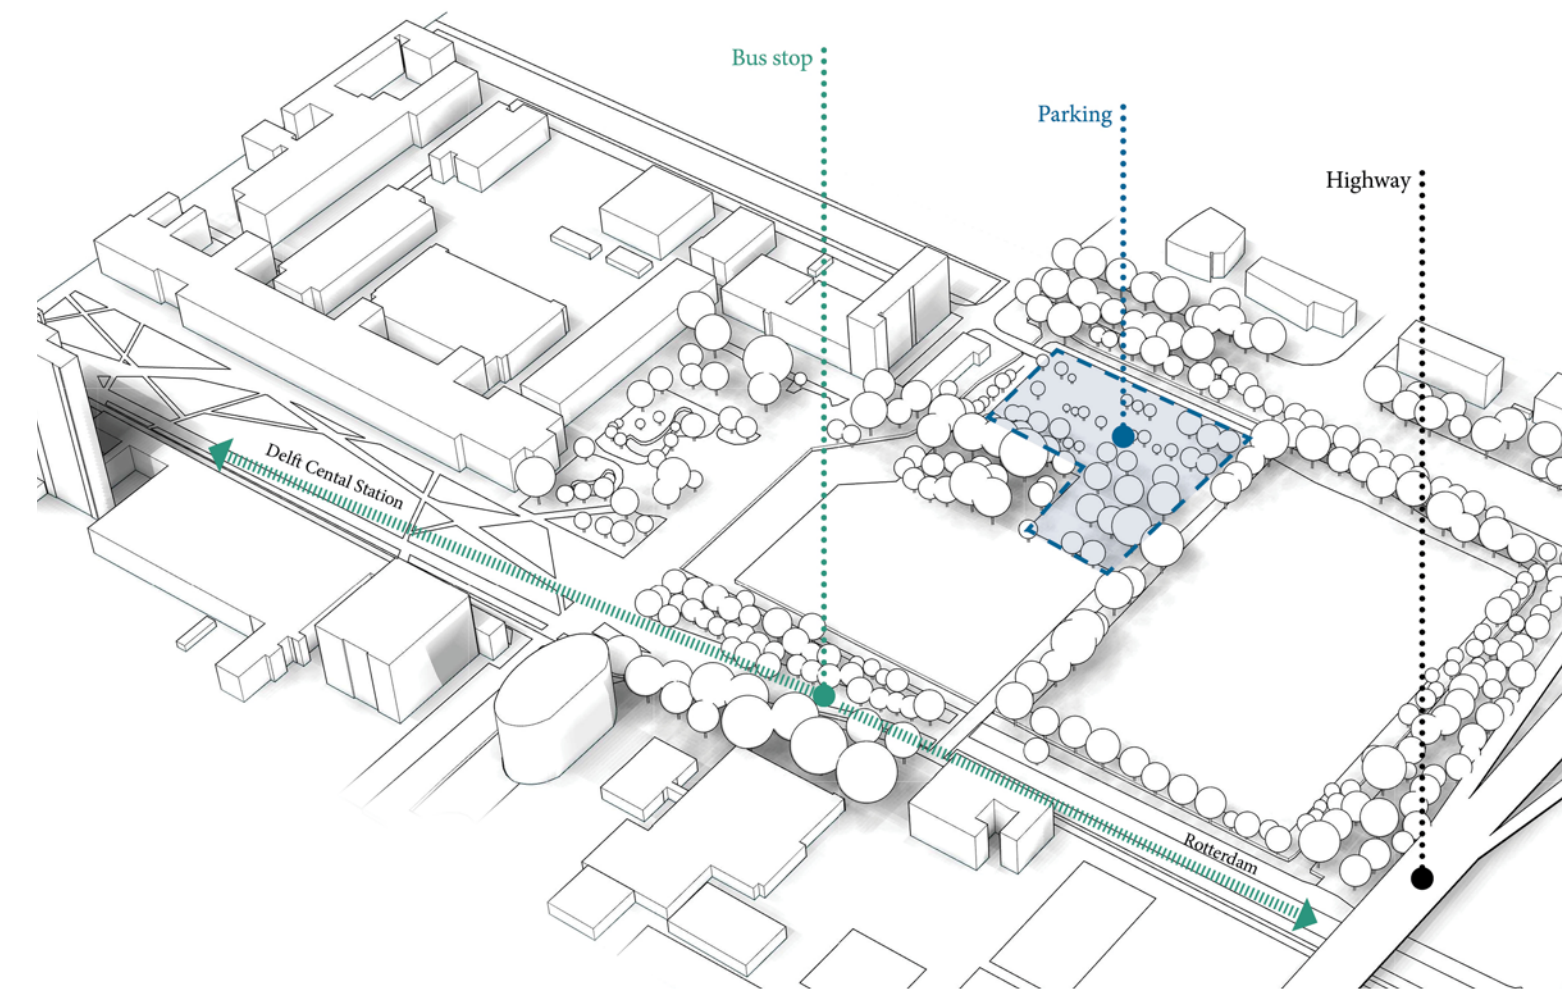 Bus stop
Parking
Highway
Delft Cental Station
Rotterdam